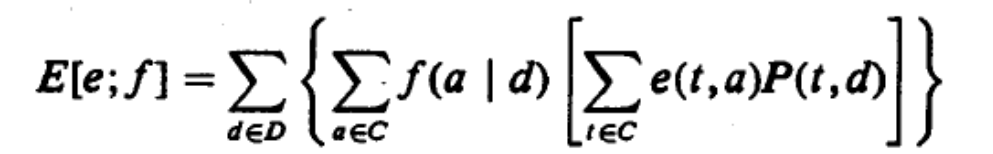 E[e;f] = ∑_{d∈D} { ∑_{a∈C} f(a | d) [ ∑_{t∈C} e(t,a)P(t,d) ] }